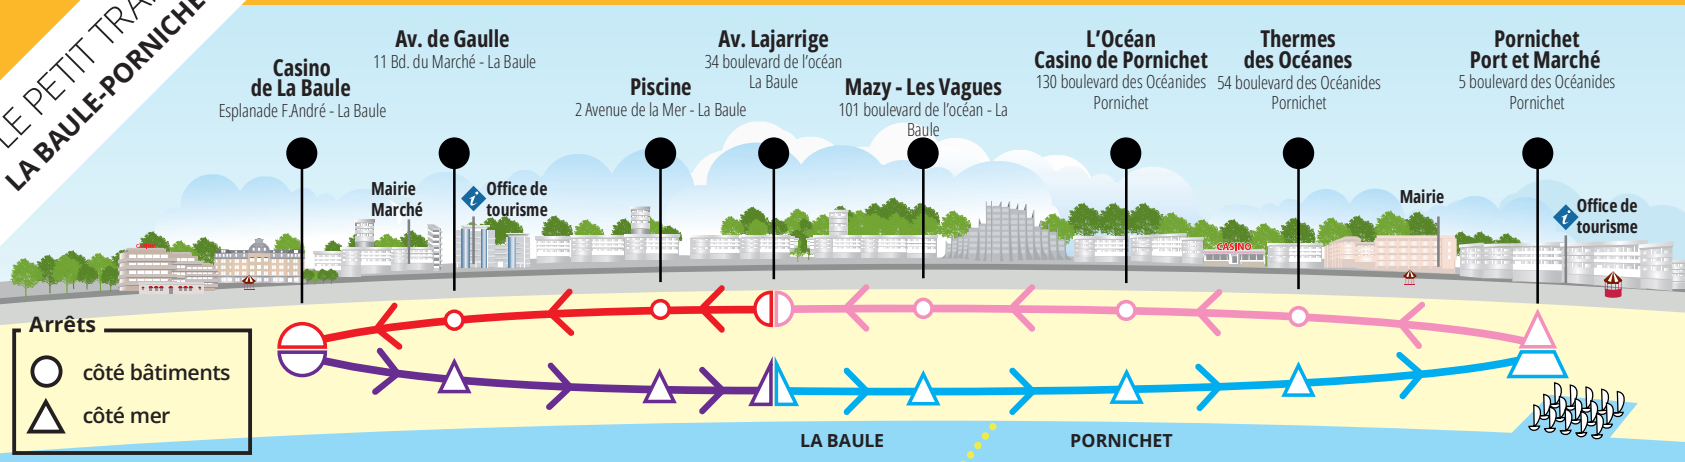 LE PETIT TRAI
LA BAULE-PORNICHE
Casino
de La Baule
Esplanade F.André - La Baule
Av. de Gaulle
11 Bd. du Marché - La Baule
Piscine
2 Avenue de la Mer - La Baule
Av. Lajarrige
34 boulevard de l'océan
La Baule
Mazy - Les Vagues
101 boulevard de l'océan - La
Baule
L'Océan
Casino de Pornichet
130 boulevard des Océanides
Pornichet
Thermes
des Océanes
54 boulevard des Océanides
Pornichet
Pornichet
Port et Marché
5 boulevard des Océanides
Pornichet
Mairie
Marché
i
Office de
tourisme
Mairie
i
Office de
tourisme
CASINO
Arrêts
côté bâtiments
côté mer
LA BAULE
PORNICHET